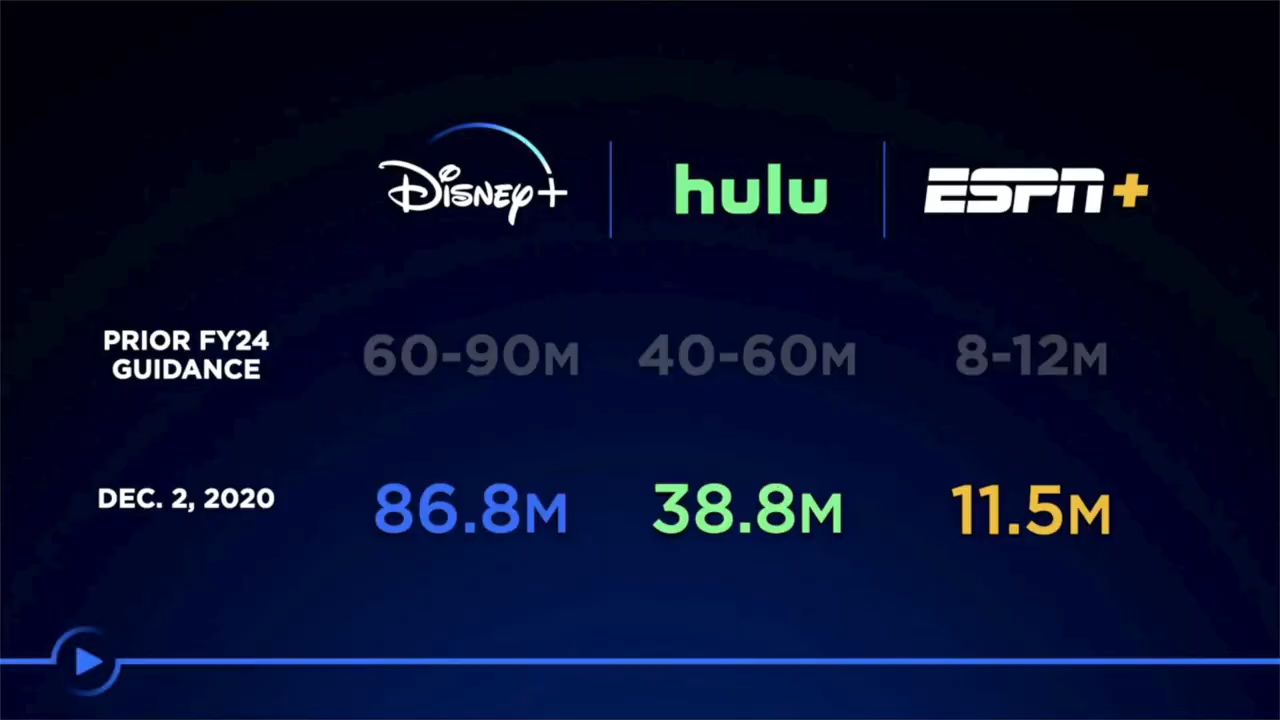 Disney+
hulu
ESPN+
PRIOR FY24
GUIDANCE
60-90M
40-60M
8-12M
DEC. 2, 2020
86.8M
38.8M
11.5M